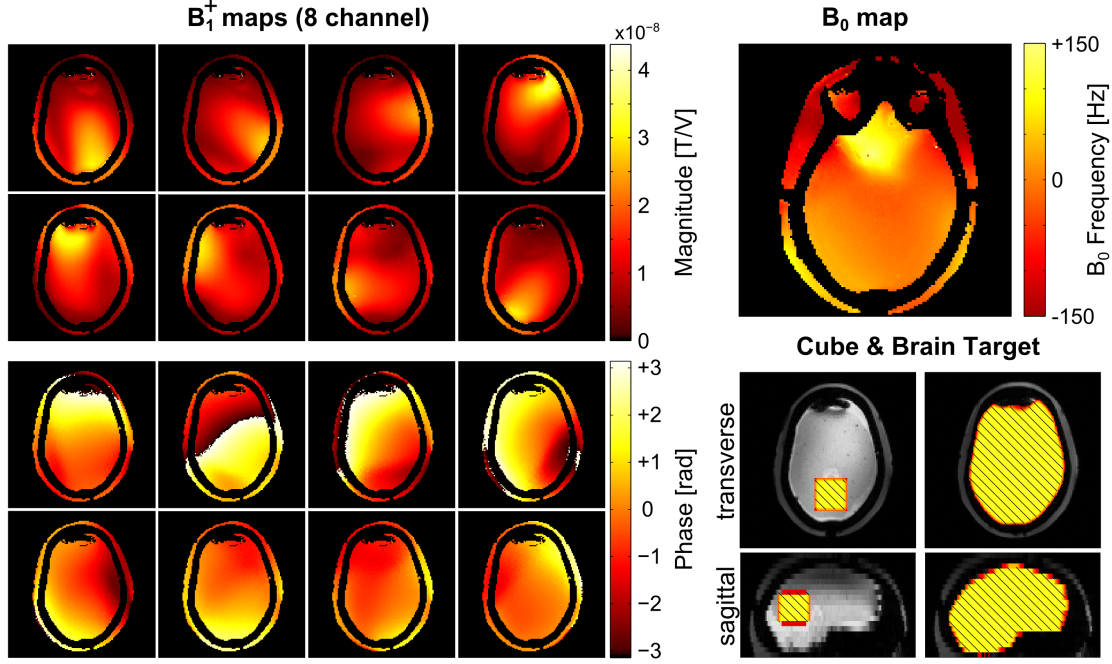 B₁⁺ maps (8 channel)
x10⁻⁸
4
3
2
1
0
Magnitude [T/V]
+3
+2
+1
0
−1
−2
−3
Phase [rad]
B₀ map
+150
0
-150
B₀ Frequency [Hz]
Cube & Brain Target
transverse
sagittal